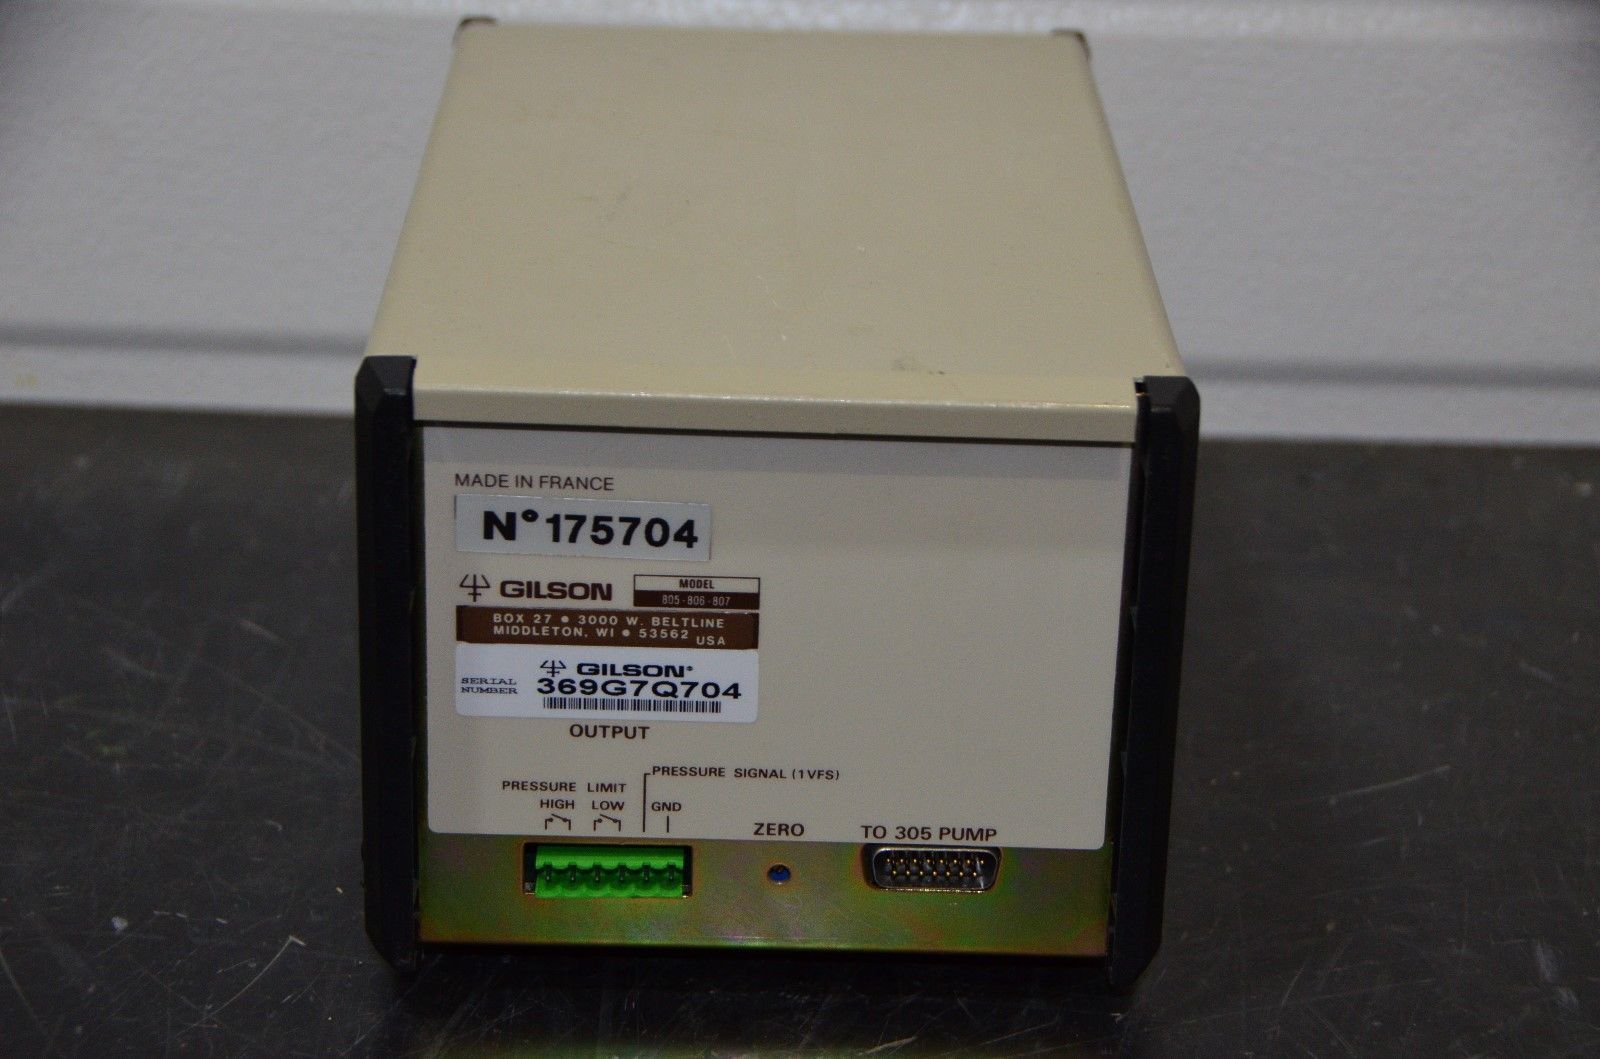 MADE IN FRANCE
N° 175704
GILSON
MODEL
805-806-807
BOX 27 • 3000 W. BELTLINE
MIDDLETON, WI • 53562 USA
GILSON®
SERIAL NUMBER
369G7Q704
OUTPUT
PRESSURE SIGNAL (1VFS)
PRESSURE LIMIT
HIGH LOW GND
ZERO
TO 305 PUMP